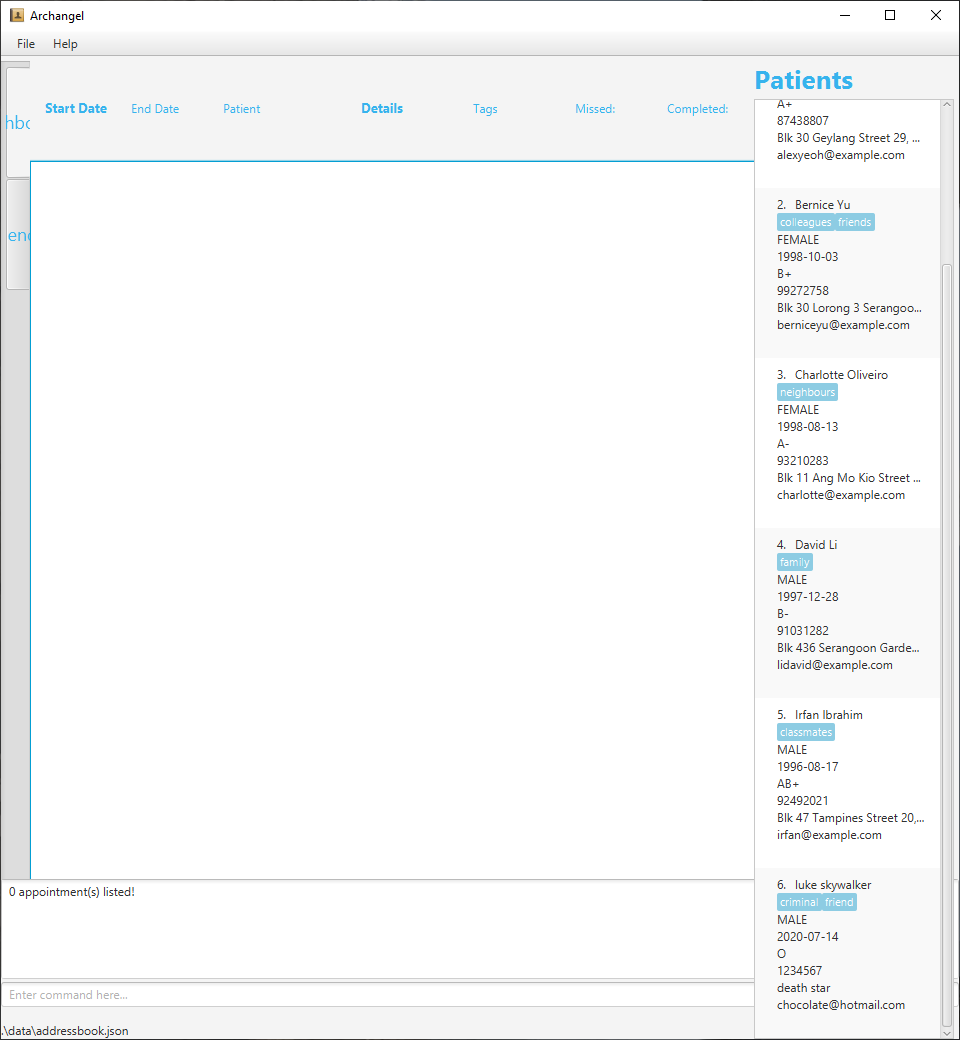 Archangel
File Help
Patients
Start Date End Date Patient Details Tags Missed: Completed:
A+
87438807
Blk 30 Geylang Street 29, ...
alexyeoh@example.com
2. Bernice Yu
colleagues friends
FEMALE
1998-10-03
B+
99272758
Blk 30 Lorong 3 Serangoo...
berniceyu@example.com
3. Charlotte Oliveiro
neighbours
FEMALE
1998-08-13
A-
93210283
Blk 11 Ang Mo Kio Street ...
charlotte@example.com
4. David Li
family
MALE
1997-12-28
B-
91031282
Blk 436 Serangoon Garde...
lidavid@example.com
5. Irfan Ibrahim
classmates
MALE
1996-08-17
AB+
92492021
Blk 47 Tampines Street 20,...
irfan@example.com
6. luke skywalker
criminal friend
MALE
2020-07-14
O
1234567
death star
chocolate@hotmail.com
0 appointment(s) listed!
Enter command here...
.\data\addressbook.json